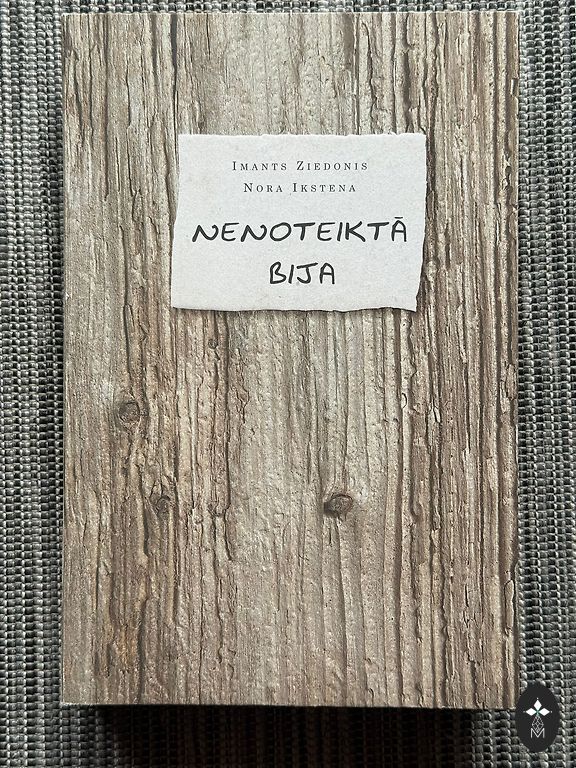 Imants Ziedonis
Nora Ikstena
NENOTEIKTĀ
BIJA